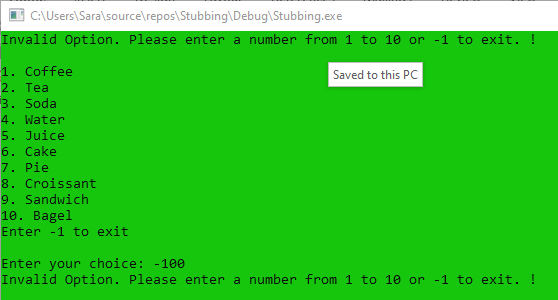 C:\Users\Sara\source\repos\Stubbing\Debug\Stubbing.exe
Invalid Option. Please enter a number from 1 to 10 or -1 to exit. !
Saved to this PC
1. Coffee
2. Tea
3. Soda
4. Water
5. Juice
6. Cake
7. Pie
8. Croissant
9. Sandwich
10. Bagel
Enter -1 to exit
Enter your choice: -100
Invalid Option. Please enter a number from 1 to 10 or -1 to exit. !